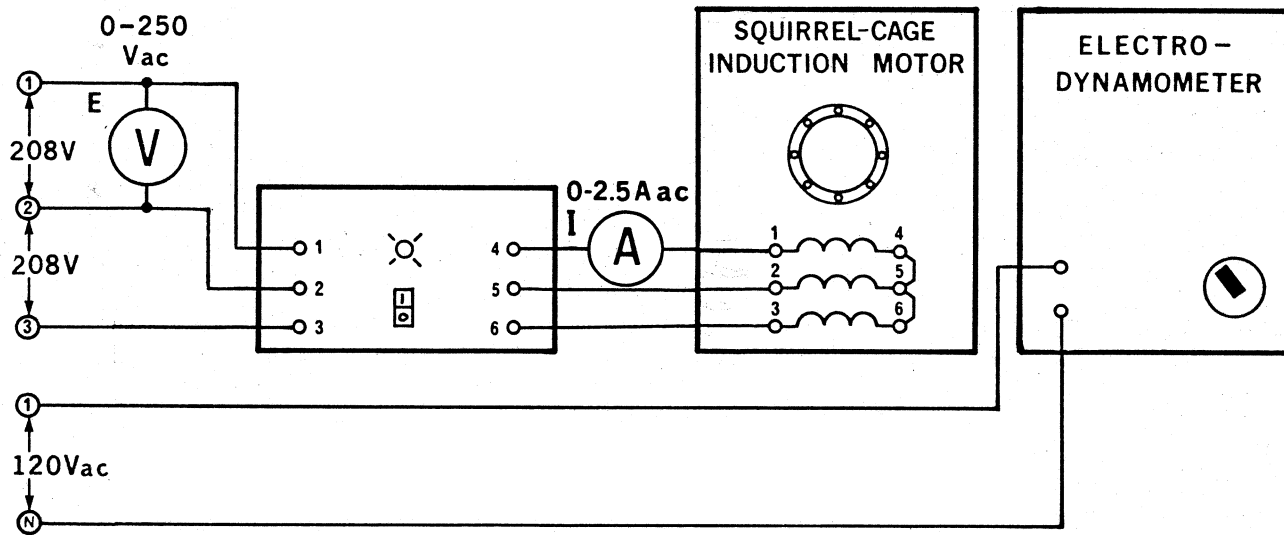 0-250
Vac
1
E
V
208V
2
208V
3
1
2
3
4
5
6
I
O
0-2.5Aac
I
A
SQUIRREL-CAGE
INDUCTION MOTOR
1
4
2
5
3
6
ELECTRO-
DYNAMOMETER
1
120Vac
N